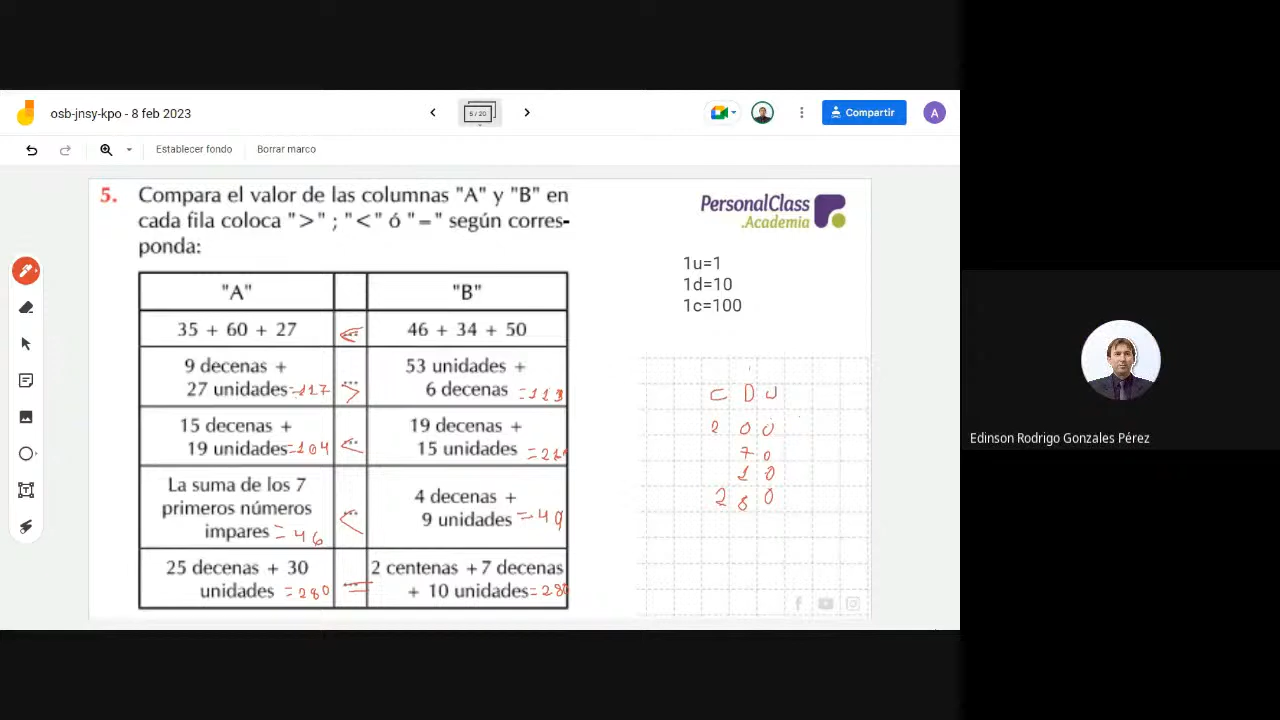 osb-jnsy-kpo - 8 feb 2023
5 / 20
Compartir
A
Establecer fondo
Borrar marco
5. Compara el valor de las columnas "A" y "B" en
cada fila coloca ">" ; "<" ó "=" según corres-
ponda:
PersonalClass
.Academia
1u=1
1d=10
1c=100
"A" "B"
35 + 60 + 27 ... < 46 + 34 + 50
9 decenas +
27 unidades =117
... >
53 unidades +
6 decenas =113
15 decenas +
19 unidades =104
... <
19 decenas +
15 unidades
La suma de los 7
primeros números
impares = 46
... <
4 decenas +
9 unidades =49
25 decenas + 30
unidades =280
... =
2 centenas +7 decenas
+ 10 unidades =280
C D U
2 0 0
7 0
1 0
2 8 0
Edinson Rodrigo Gonzales Pérez